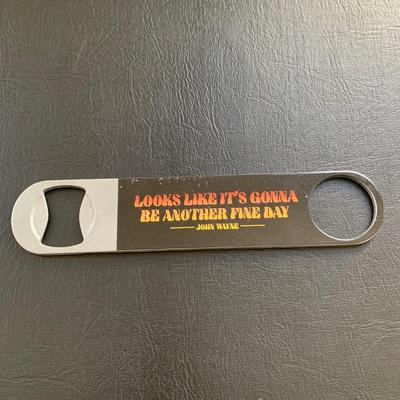 LOOKS LIKE IT'S GONNA
BE ANOTHER FINE DAY
JOHN WAYNE